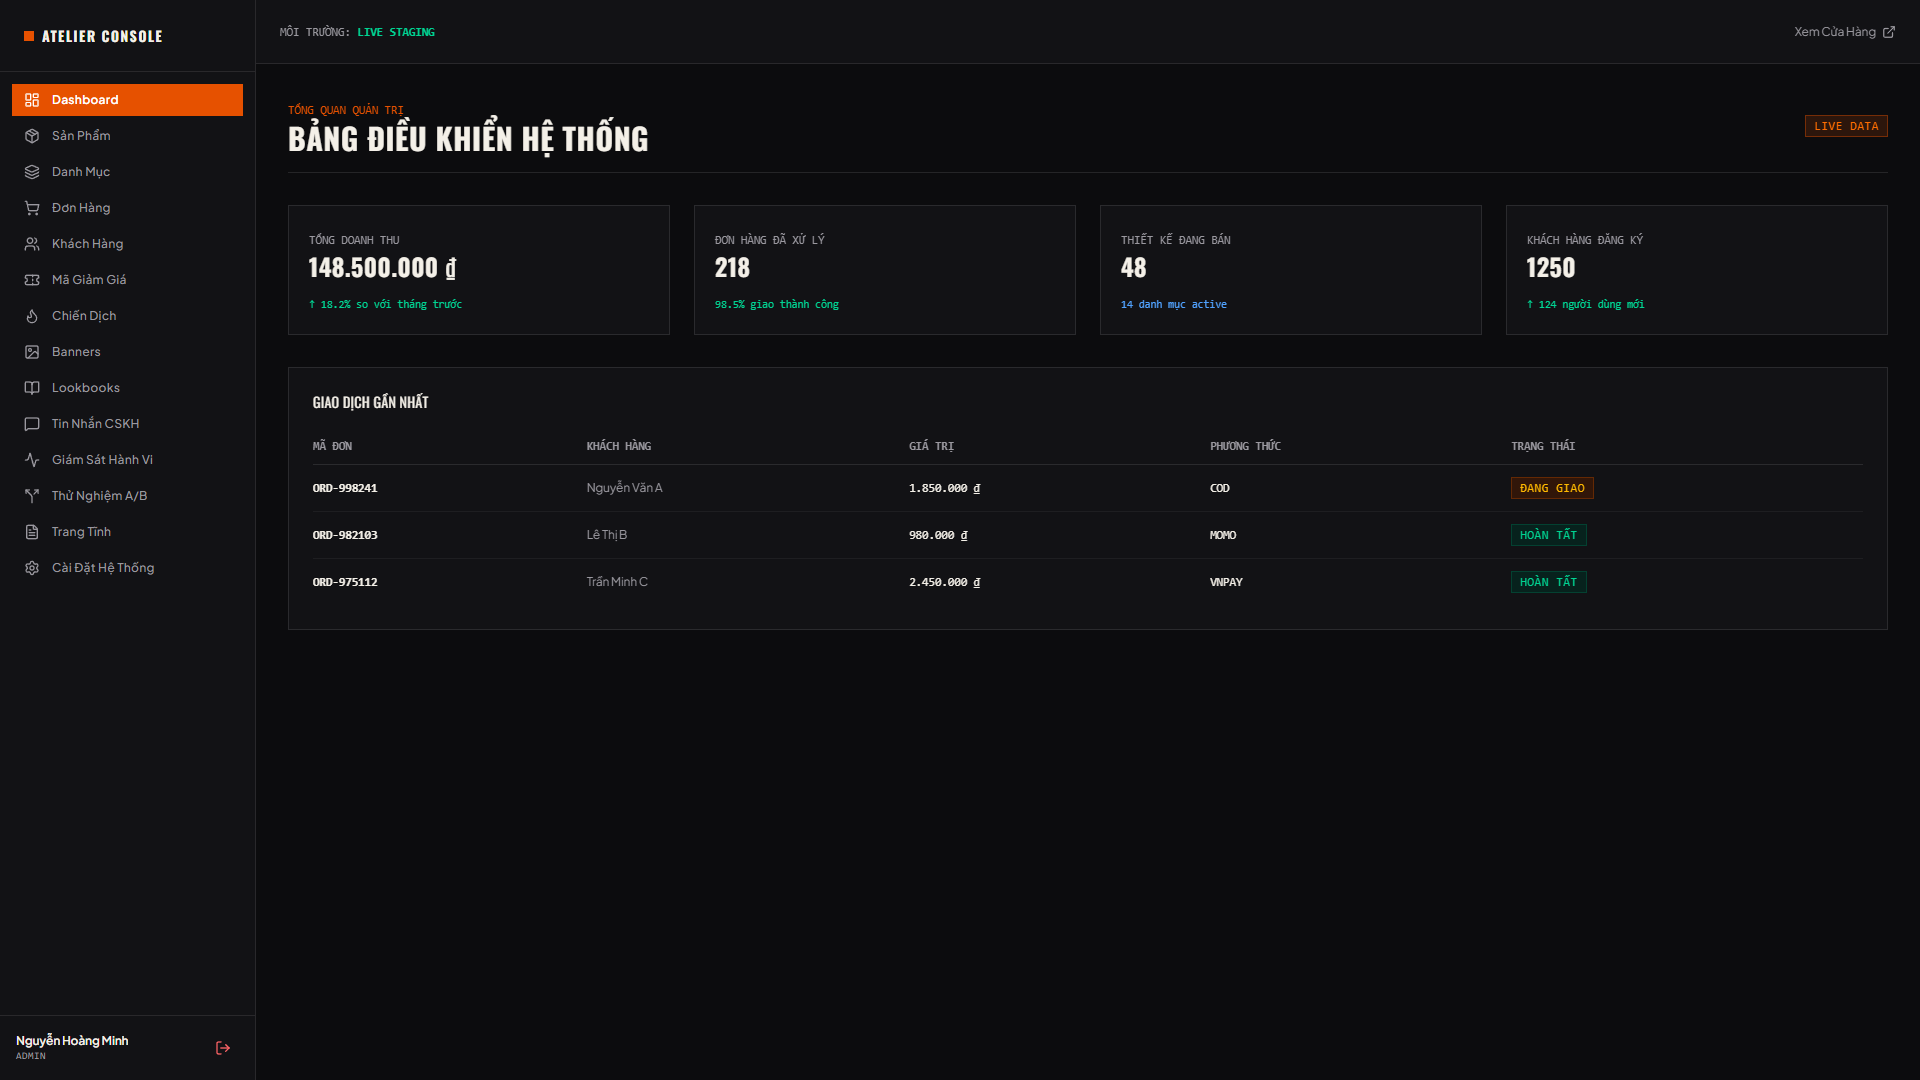 ATELIER CONSOLE
MÔI TRƯỜNG: LIVE STAGING
Xem Cửa Hàng
Dashboard
Sản Phẩm
Danh Mục
Đơn Hàng
Khách Hàng
Mã Giảm Giá
Chiến Dịch
Banners
Lookbooks
Tin Nhắn CSKH
Giám Sát Hành Vi
Thử Nghiệm A/B
Trang Tĩnh
Cài Đặt Hệ Thống
Nguyễn Hoàng Minh
ADMIN
TỔNG QUAN QUẢN TRỊ
BẢNG ĐIỀU KHIỂN HỆ THỐNG
LIVE DATA
TỔNG DOANH THU
148.500.000 ₫
↑ 18.2% so với tháng trước
ĐƠN HÀNG ĐÃ XỬ LÝ
218
98.5% giao thành công
THIẾT KẾ ĐANG BÁN
48
14 danh mục active
KHÁCH HÀNG ĐĂNG KÝ
1250
↑ 124 người dùng mới
GIAO DỊCH GẦN NHẤT
MÃ ĐƠN KHÁCH HÀNG GIÁ TRỊ PHƯƠNG THỨC TRẠNG THÁI
ORD-998241 Nguyễn Văn A 1.850.000 ₫ COD ĐANG GIAO
ORD-982103 Lê Thị B 980.000 ₫ MOMO HOÀN TẤT
ORD-975112 Trần Minh C 2.450.000 ₫ VNPAY HOÀN TẤT